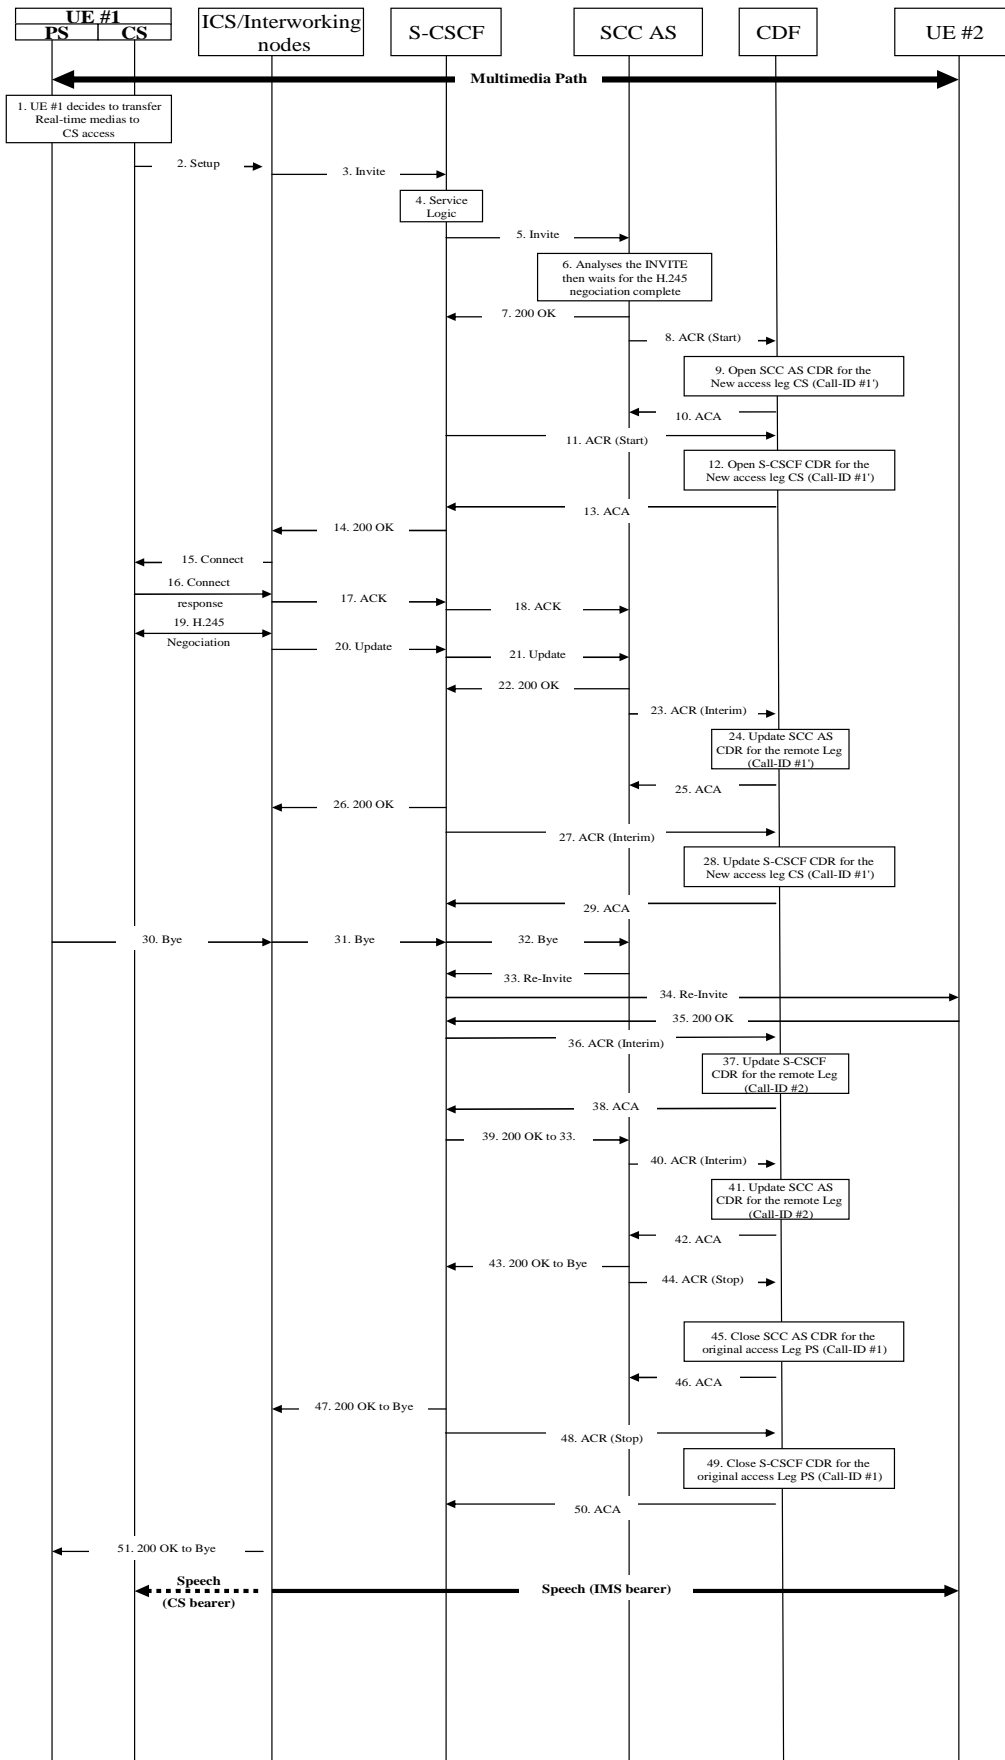 UE #1
PS CS
ICS/Interworking
nodes
S-CSCF
SCC AS
CDF
UE #2
Multimedia Path
1. UE #1 decides to transfer
Real-time medias to
CS access
2. Setup
3. Invite
4. Service
Logic
5. Invite
6. Analyses the INVITE
then waits for the H.245
negociation complete
7. 200 OK
8. ACR (Start)
9. Open SCC AS CDR for the
New access leg CS (Call-ID #1')
10. ACA
11. ACR (Start)
12. Open S-CSCF CDR for the
New access leg CS (Call-ID #1')
13. ACA
14. 200 OK
15. Connect
16. Connect
response
17. ACK
18. ACK
19. H.245
Negociation
20. Update
21. Update
22. 200 OK
23. ACR (Interim)
24. Update SCC AS
CDR for the remote Leg
(Call-ID #1')
25. ACA
26. 200 OK
27. ACR (Interim)
28. Update S-CSCF CDR for the
New access leg CS (Call-ID #1')
29. ACA
30. Bye
31. Bye
32. Bye
33. Re-Invite
34. Re-Invite
35. 200 OK
36. ACR (Interim)
37. Update S-CSCF
CDR for the remote Leg
(Call-ID #2)
38. ACA
39. 200 OK to 33.
40. ACR (Interim)
41. Update SCC AS
CDR for the remote Leg
(Call-ID #2)
42. ACA
43. 200 OK to Bye
44. ACR (Stop)
45. Close SCC AS CDR for the
original access Leg PS (Call-ID #1)
46. ACA
47. 200 OK to Bye
48. ACR (Stop)
49. Close S-CSCF CDR for the
original access Leg PS (Call-ID #1)
50. ACA
51. 200 OK to Bye
Speech
(CS bearer)
Speech (IMS bearer)